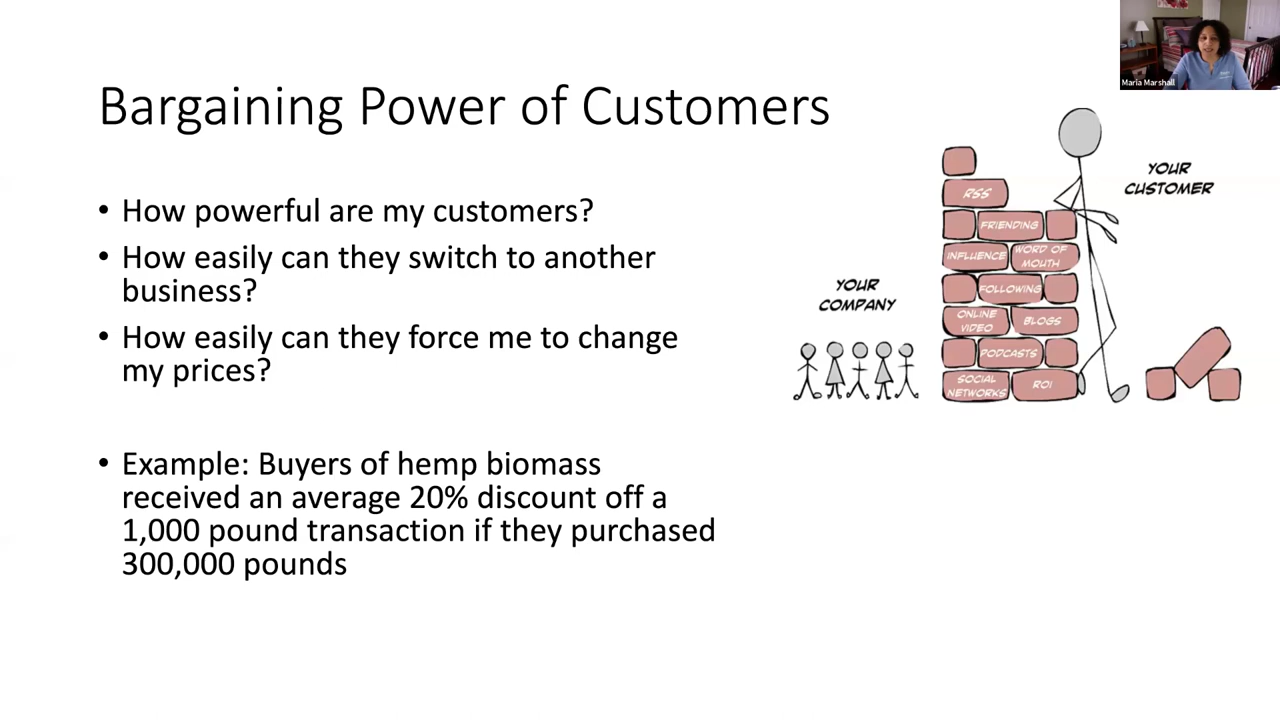 Maria Marshall
Bargaining Power of Customers
• How powerful are my customers?
• How easily can they switch to another
business?
• How easily can they force me to change
my prices?
• Example: Buyers of hemp biomass
received an average 20% discount off a
1,000 pound transaction if they purchased
300,000 pounds
YOUR
COMPANY
RSS
FRIENDING
INFLUENCE
WORD OF
MOUTH
FOLLOWING
ONLINE
VIDEO
BLOGS
PODCASTS
SOCIAL
NETWORKS
ROI
YOUR
CUSTOMER